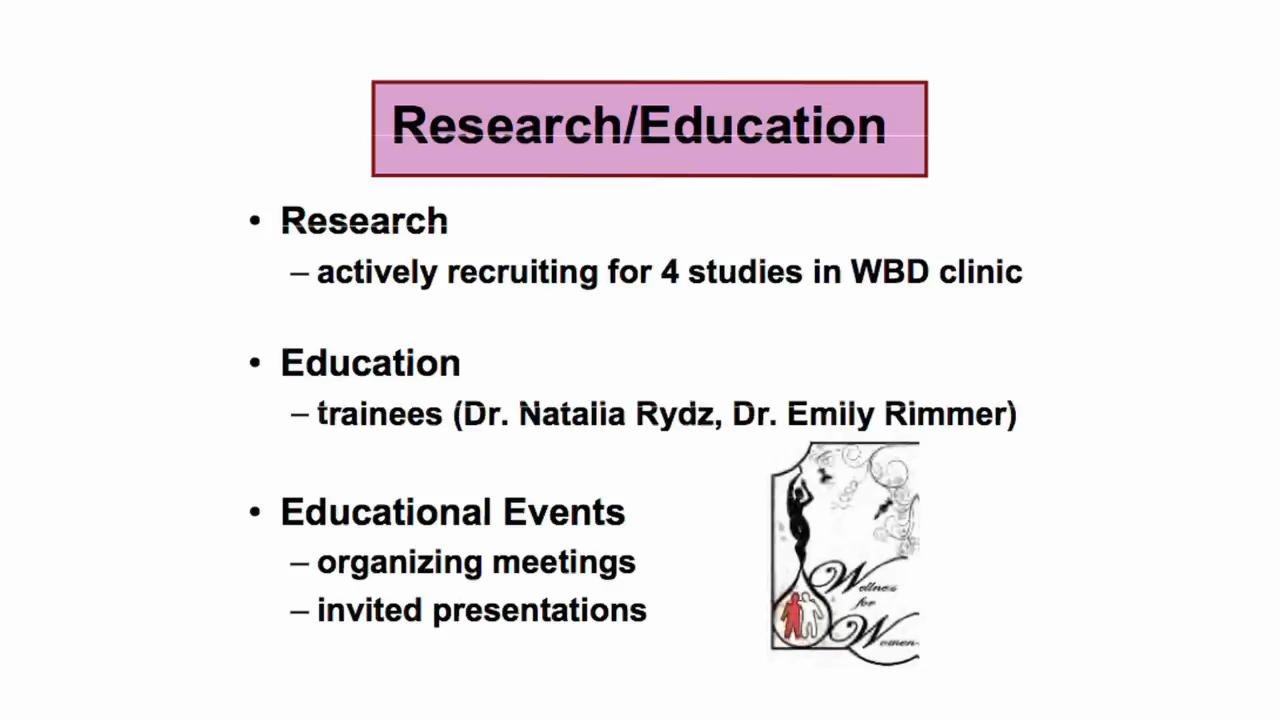 Research/Education
• Research
– actively recruiting for 4 studies in WBD clinic
• Education
– trainees (Dr. Natalia Rydz, Dr. Emily Rimmer)
• Educational Events
– organizing meetings
– invited presentations
Wellness
for
Women